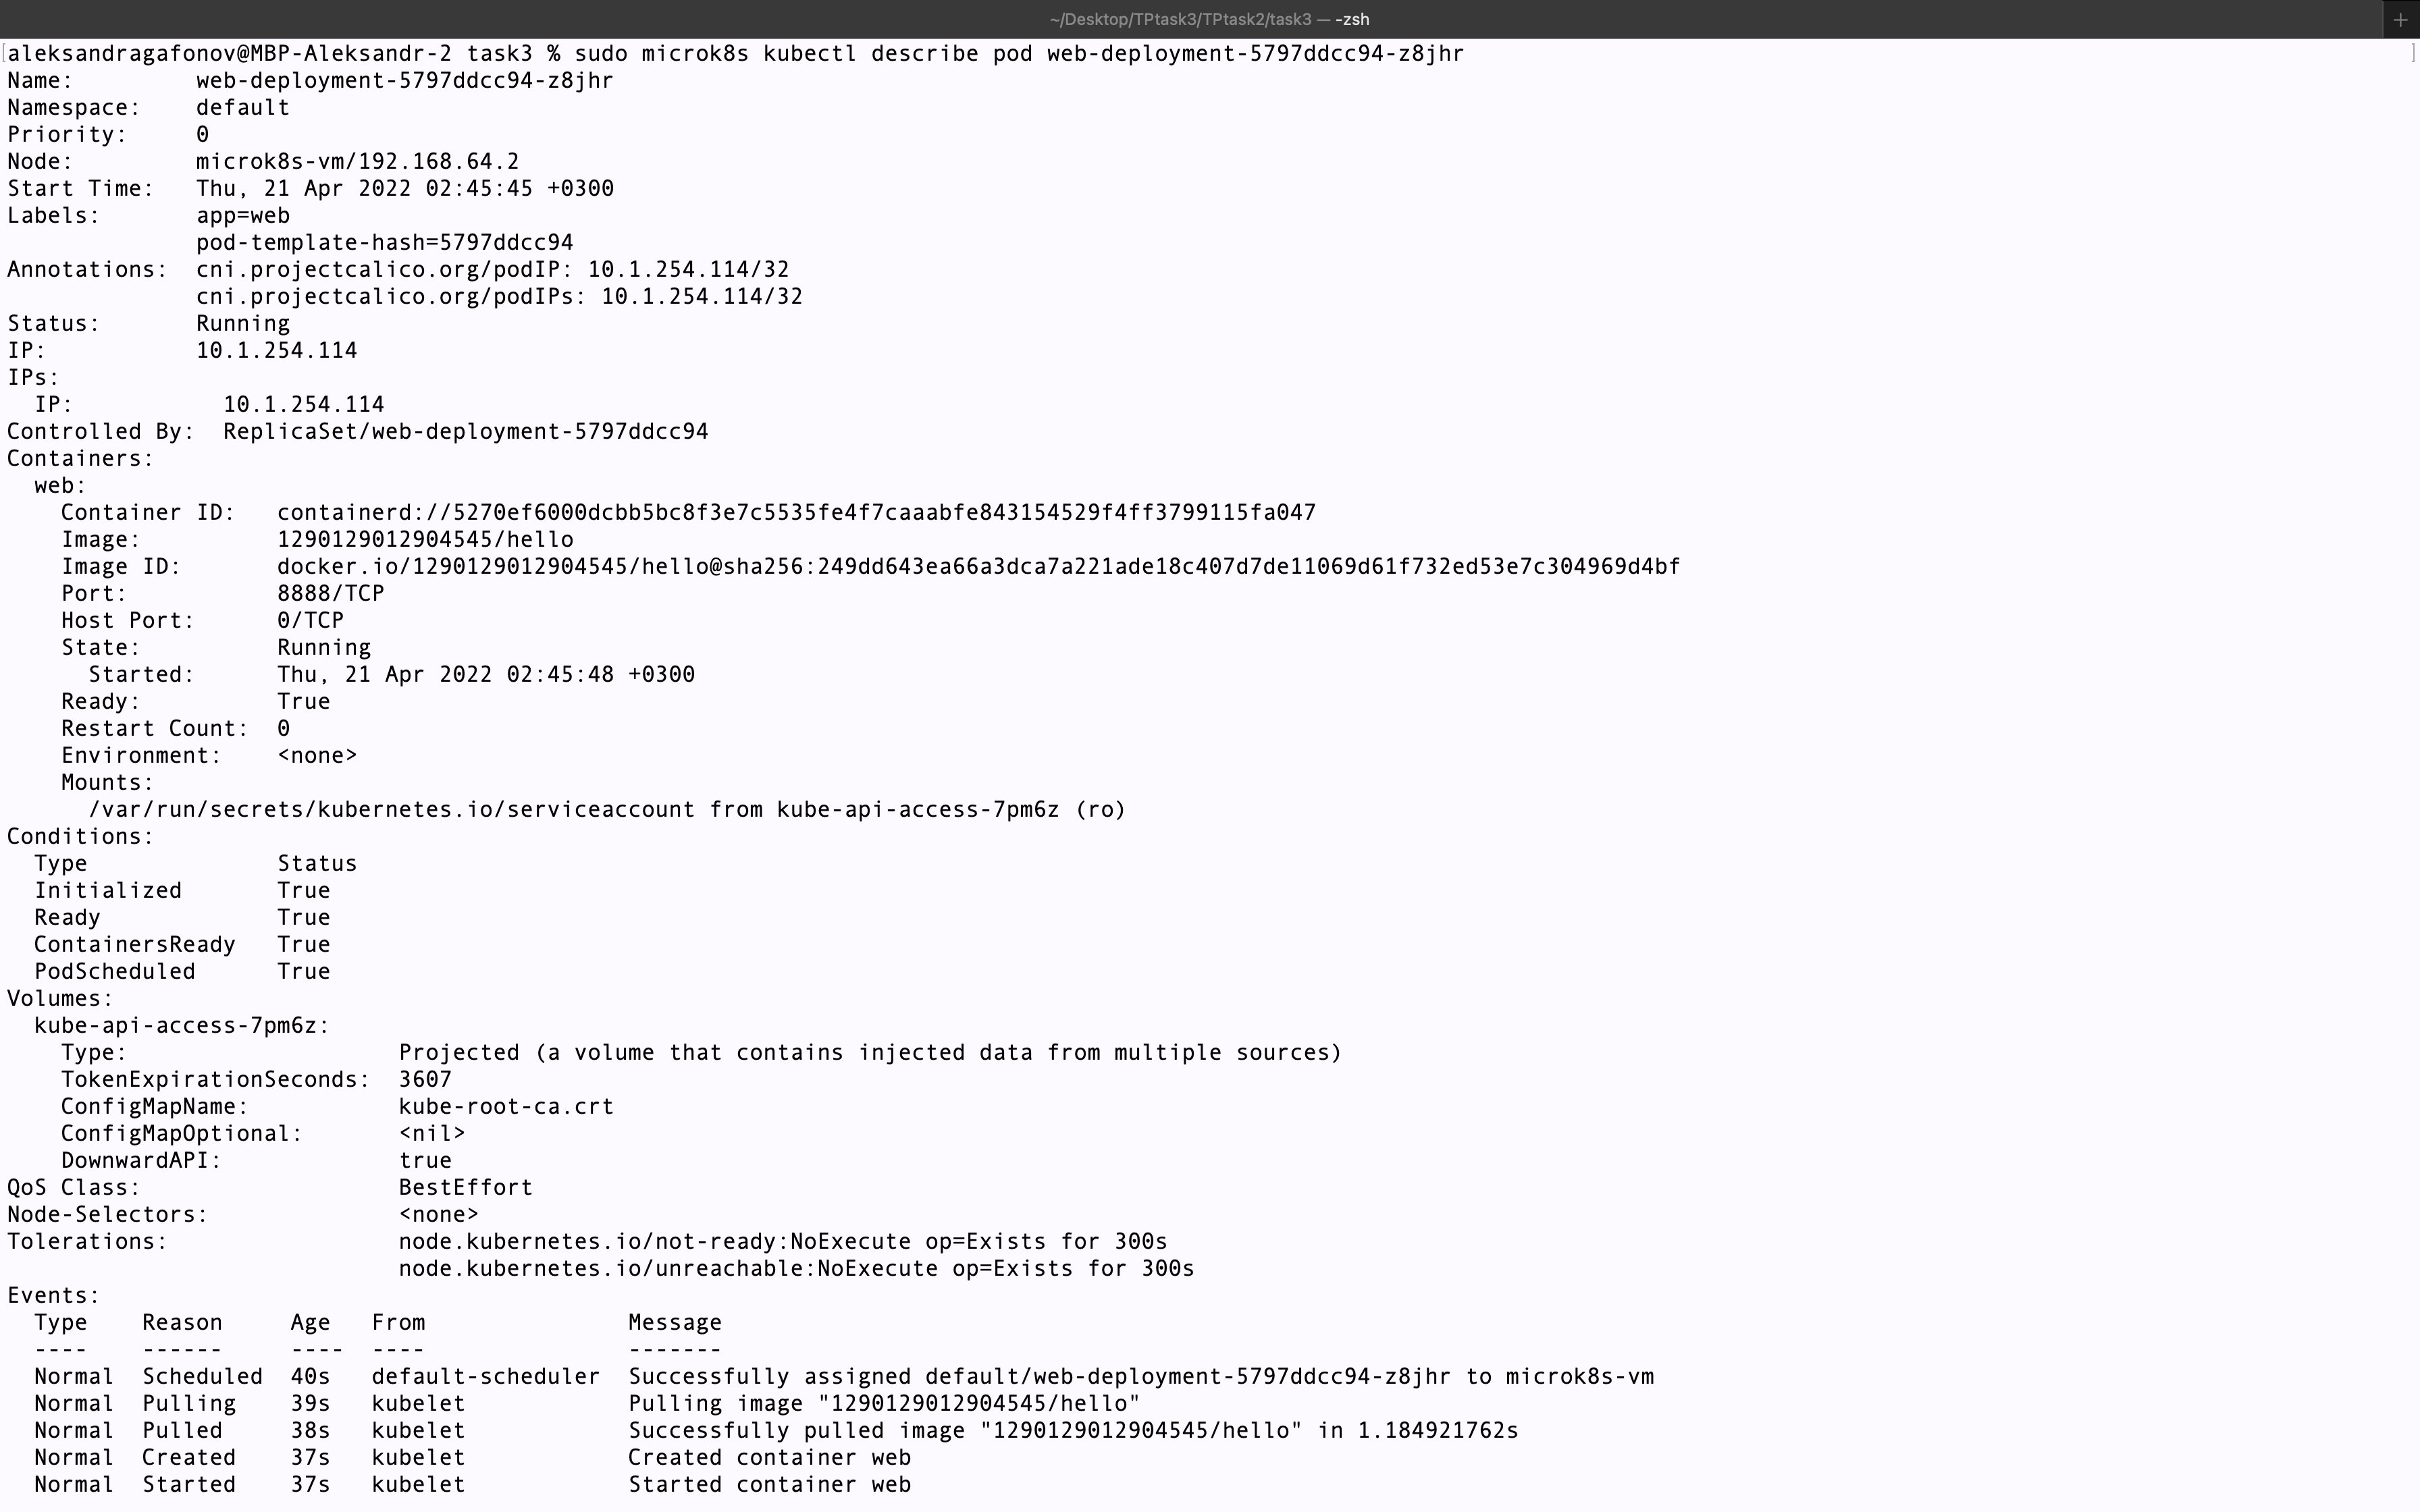 ~/Desktop/TPtask3/TPtask2/task3 — -zsh
aleksandragafonov@MBP-Aleksandr-2 task3 % sudo microk8s kubectl describe pod web-deployment-5797ddcc94-z8jhr
Name:         web-deployment-5797ddcc94-z8jhr
Namespace:    default
Priority:     0
Node:         microk8s-vm/192.168.64.2
Start Time:   Thu, 21 Apr 2022 02:45:45 +0300
Labels:       app=web
              pod-template-hash=5797ddcc94
Annotations:  cni.projectcalico.org/podIP: 10.1.254.114/32
              cni.projectcalico.org/podIPs: 10.1.254.114/32
Status:       Running
IP:           10.1.254.114
IPs:
  IP:           10.1.254.114
Controlled By:  ReplicaSet/web-deployment-5797ddcc94
Containers:
  web:
    Container ID:   containerd://5270ef6000dcbb5bc8f3e7c5535fe4f7caaabfe843154529f4ff3799115fa047
    Image:          1290129012904545/hello
    Image ID:       docker.io/1290129012904545/hello@sha256:249dd643ea66a3dca7a221ade18c407d7de11069d61f732ed53e7c304969d4bf
    Port:           8888/TCP
    Host Port:      0/TCP
    State:          Running
      Started:      Thu, 21 Apr 2022 02:45:48 +0300
    Ready:          True
    Restart Count:  0
    Environment:    <none>
    Mounts:
      /var/run/secrets/kubernetes.io/serviceaccount from kube-api-access-7pm6z (ro)
Conditions:
  Type              Status
  Initialized       True
  Ready             True
  ContainersReady   True
  PodScheduled      True
Volumes:
  kube-api-access-7pm6z:
    Type:                    Projected (a volume that contains injected data from multiple sources)
    TokenExpirationSeconds:  3607
    ConfigMapName:           kube-root-ca.crt
    ConfigMapOptional:       <nil>
    DownwardAPI:             true
QoS Class:                   BestEffort
Node-Selectors:              <none>
Tolerations:                 node.kubernetes.io/not-ready:NoExecute op=Exists for 300s
                             node.kubernetes.io/unreachable:NoExecute op=Exists for 300s
Events:
  Type    Reason     Age   From               Message
  ----    ------     ----  ----               -------
  Normal  Scheduled  40s   default-scheduler  Successfully assigned default/web-deployment-5797ddcc94-z8jhr to microk8s-vm
  Normal  Pulling    39s   kubelet            Pulling image "1290129012904545/hello"
  Normal  Pulled     38s   kubelet            Successfully pulled image "1290129012904545/hello" in 1.184921762s
  Normal  Created    37s   kubelet            Created container web
  Normal  Started    37s   kubelet            Started container web